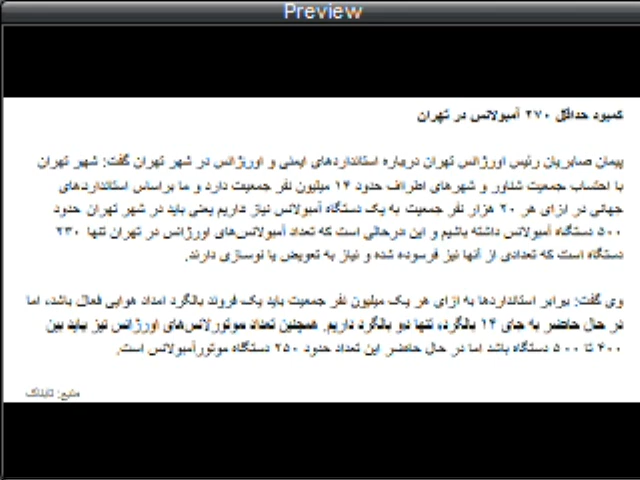 Preview
کمبود حداقل ۲۷۰ آمبولانس در تهران
پیمان صابریان رئیس اورژانس تهران درباره استانداردهای ایمنی و اورژانس در شهر تهران گفت: شهر تهران
با احتساب جمعیت شناور و شهرهای اطراف حدود ۱۴ میلیون نفر جمعیت دارد و ما براساس استانداردهای
جهانی در ازای هر ۲۰ هزار نفر جمعیت به یک دستگاه آمبولانس نیاز داریم یعنی باید در شهر تهران حدود
۵۰۰ دستگاه آمبولانس داشته باشیم و این درحالی است که تعداد آمبولانس‌های اورژانس در تهران تنها ۲۳۰
دستگاه است که تعدادی از آنها نیز فرسوده شده و نیاز به تعویض یا نوسازی دارند.
وی گفت: برابر استانداردها به ازای هر یک میلیون نفر جمعیت باید یک فروند بالگرد امداد هوایی فعال باشد، اما
در حال حاضر به جای ۱۴ بالگرد، تنها دو بالگرد داریم. همچنین تعداد موتورلانس‌های اورژانس نیز باید بین
۴۰۰ تا ۵۰۰ دستگاه باشد اما در حال حاضر این تعداد حدود ۲۵۰ دستگاه موتورآمبولانس است.
منبع: تابناک